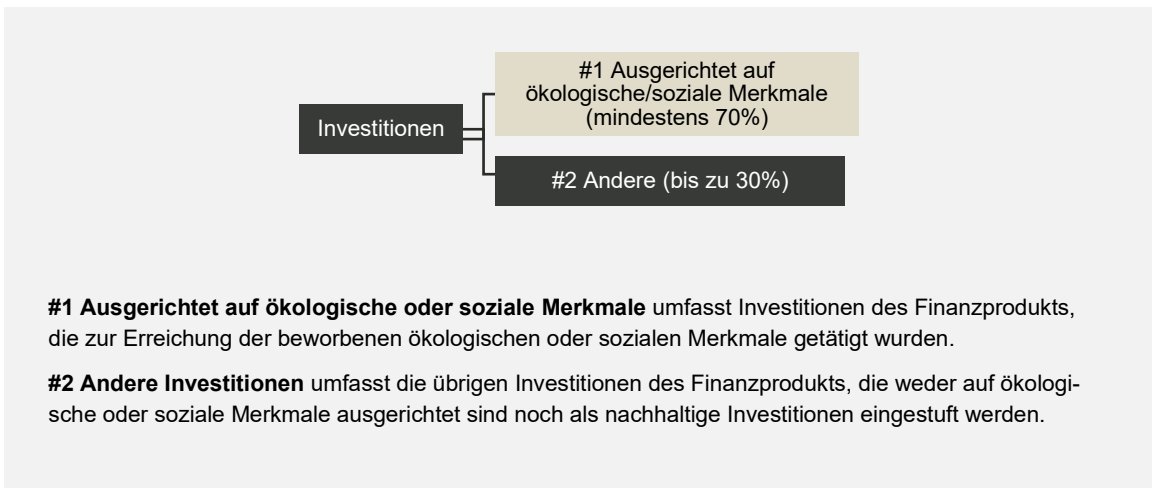 #1 Ausgerichtet auf
ökologische/soziale Merkmale
(mindestens 70%)
Investitionen
#2 Andere (bis zu 30%)
#1 Ausgerichtet auf ökologische oder soziale Merkmale umfasst Investitionen des Finanzprodukts,
die zur Erreichung der beworbenen ökologischen oder sozialen Merkmale getätigt wurden.
#2 Andere Investitionen umfasst die übrigen Investitionen des Finanzprodukts, die weder auf ökologi-
sche oder soziale Merkmale ausgerichtet sind noch als nachhaltige Investitionen eingestuft werden.